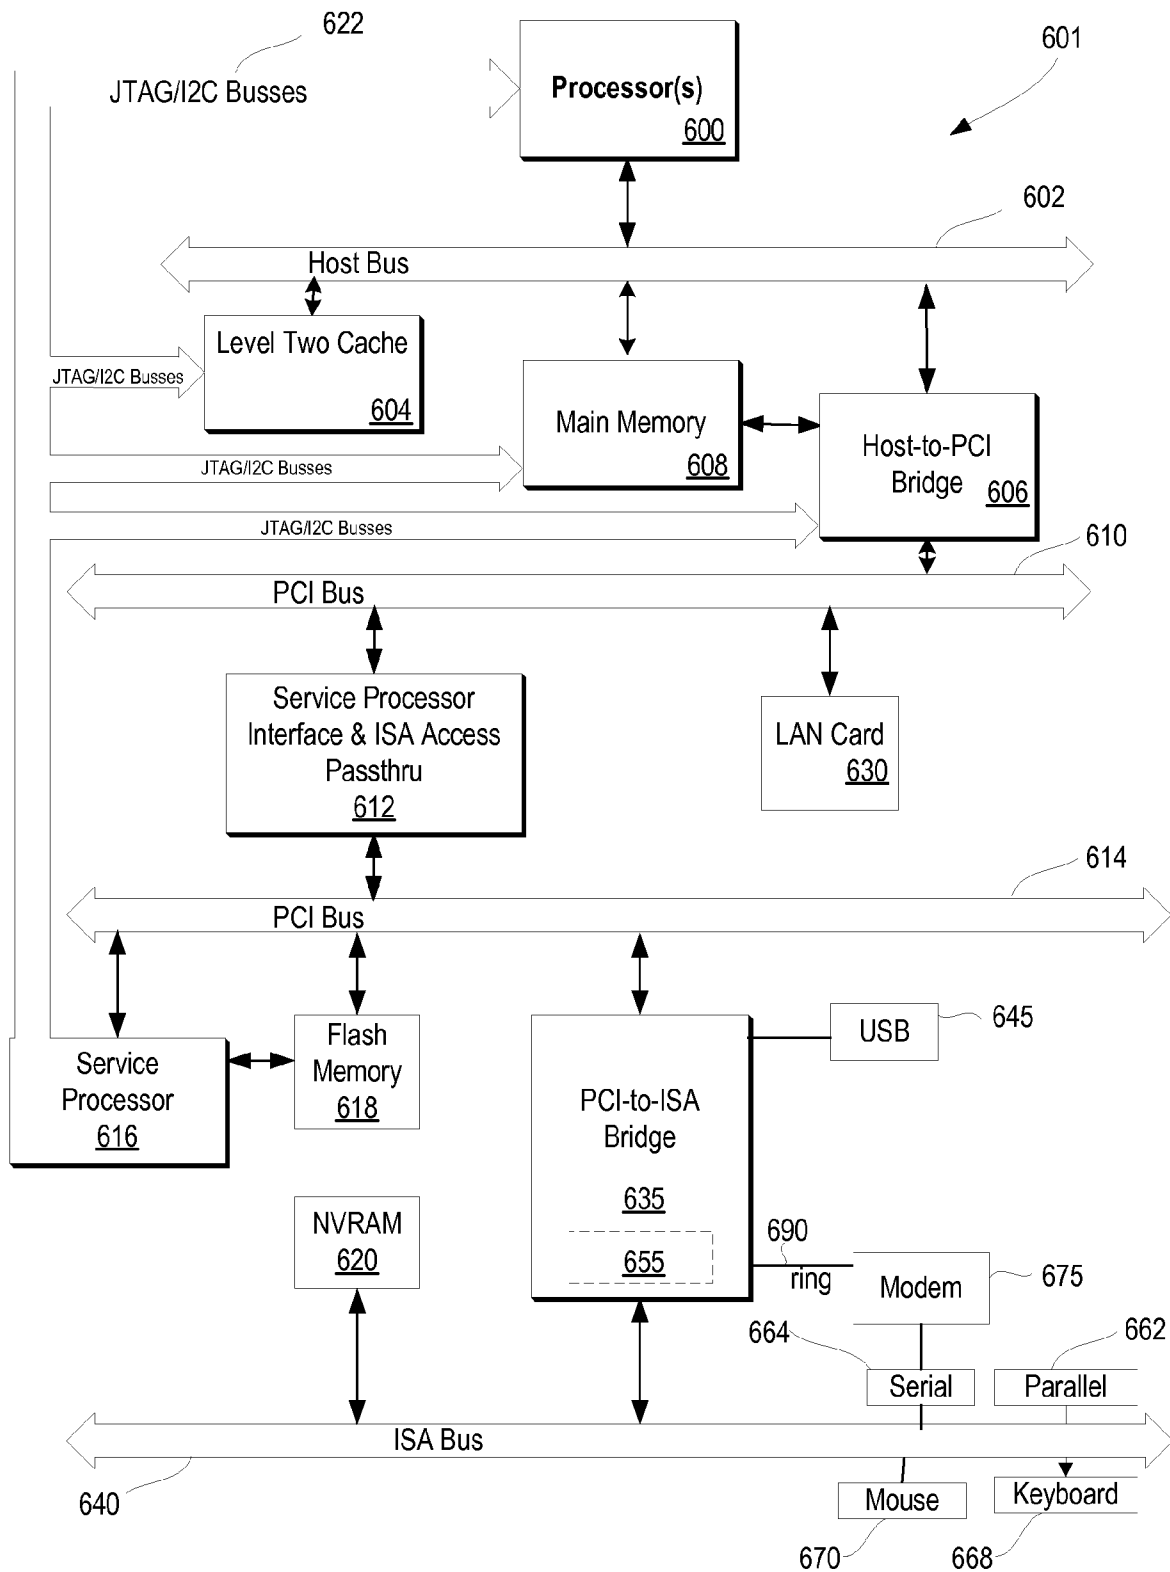 622
JTAG/I2C Busses
Processor(s)
600
601
602
Host Bus
Level Two Cache
604
JTAG/I2C Busses
Main Memory
608
Host-to-PCI
Bridge
606
JTAG/I2C Busses
JTAG/I2C Busses
610
PCI Bus
Service Processor
Interface & ISA Access
Passthru
612
LAN Card
630
614
PCI Bus
Service
Processor
616
Flash
Memory
618
USB
645
PCI-to-ISA
Bridge
635
655
NVRAM
620
690
ring
Modem
675
664
662
Serial
Parallel
ISA Bus
640
Mouse
Keyboard
670
668